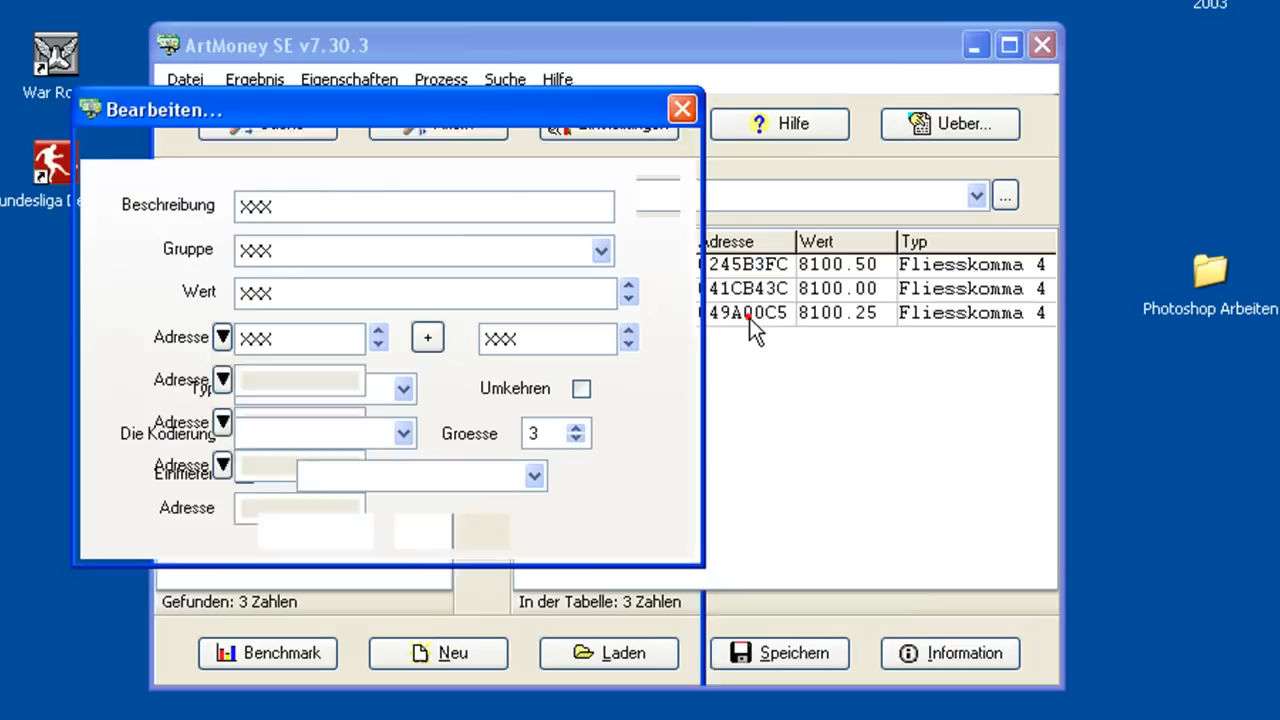 2003
ArtMoney SE v7.30.3
War Ro
Datei Ergebnis Eigenschaften Prozess Suche Hilfe
Bearbeiten...
Hilfe
Ueber...
undesliga
Beschreibung XXX
...
Gruppe XXX
Adresse Wert Typ
245B3FC 8100.50 Fliesskomma 4
41CB43C 8100.00 Fliesskomma 4
49A00C5 8100.25 Fliesskomma 4
Wert XXX
Photoshop Arbeiten
Adresse XXX + XXX
Adresse
Typ
Umkehren
Adresse
Die Kodierung
Groesse 3
Adresse
Adresse
Gefunden: 3 Zahlen
In der Tabelle: 3 Zahlen
Benchmark
Neu
Laden
Speichern
Information